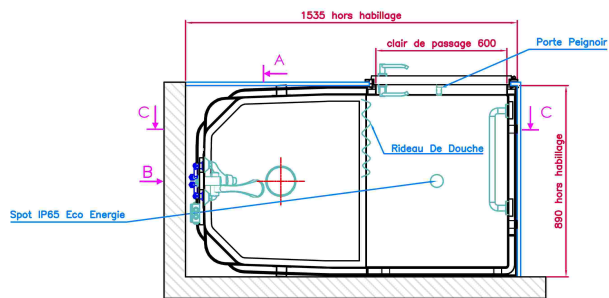 1535 hors habillage
clair de passage 600
Porte Peignoir
A
C
C
Rideau De Douche
B
890 hors habillage
Spot IP65 Eco Energie